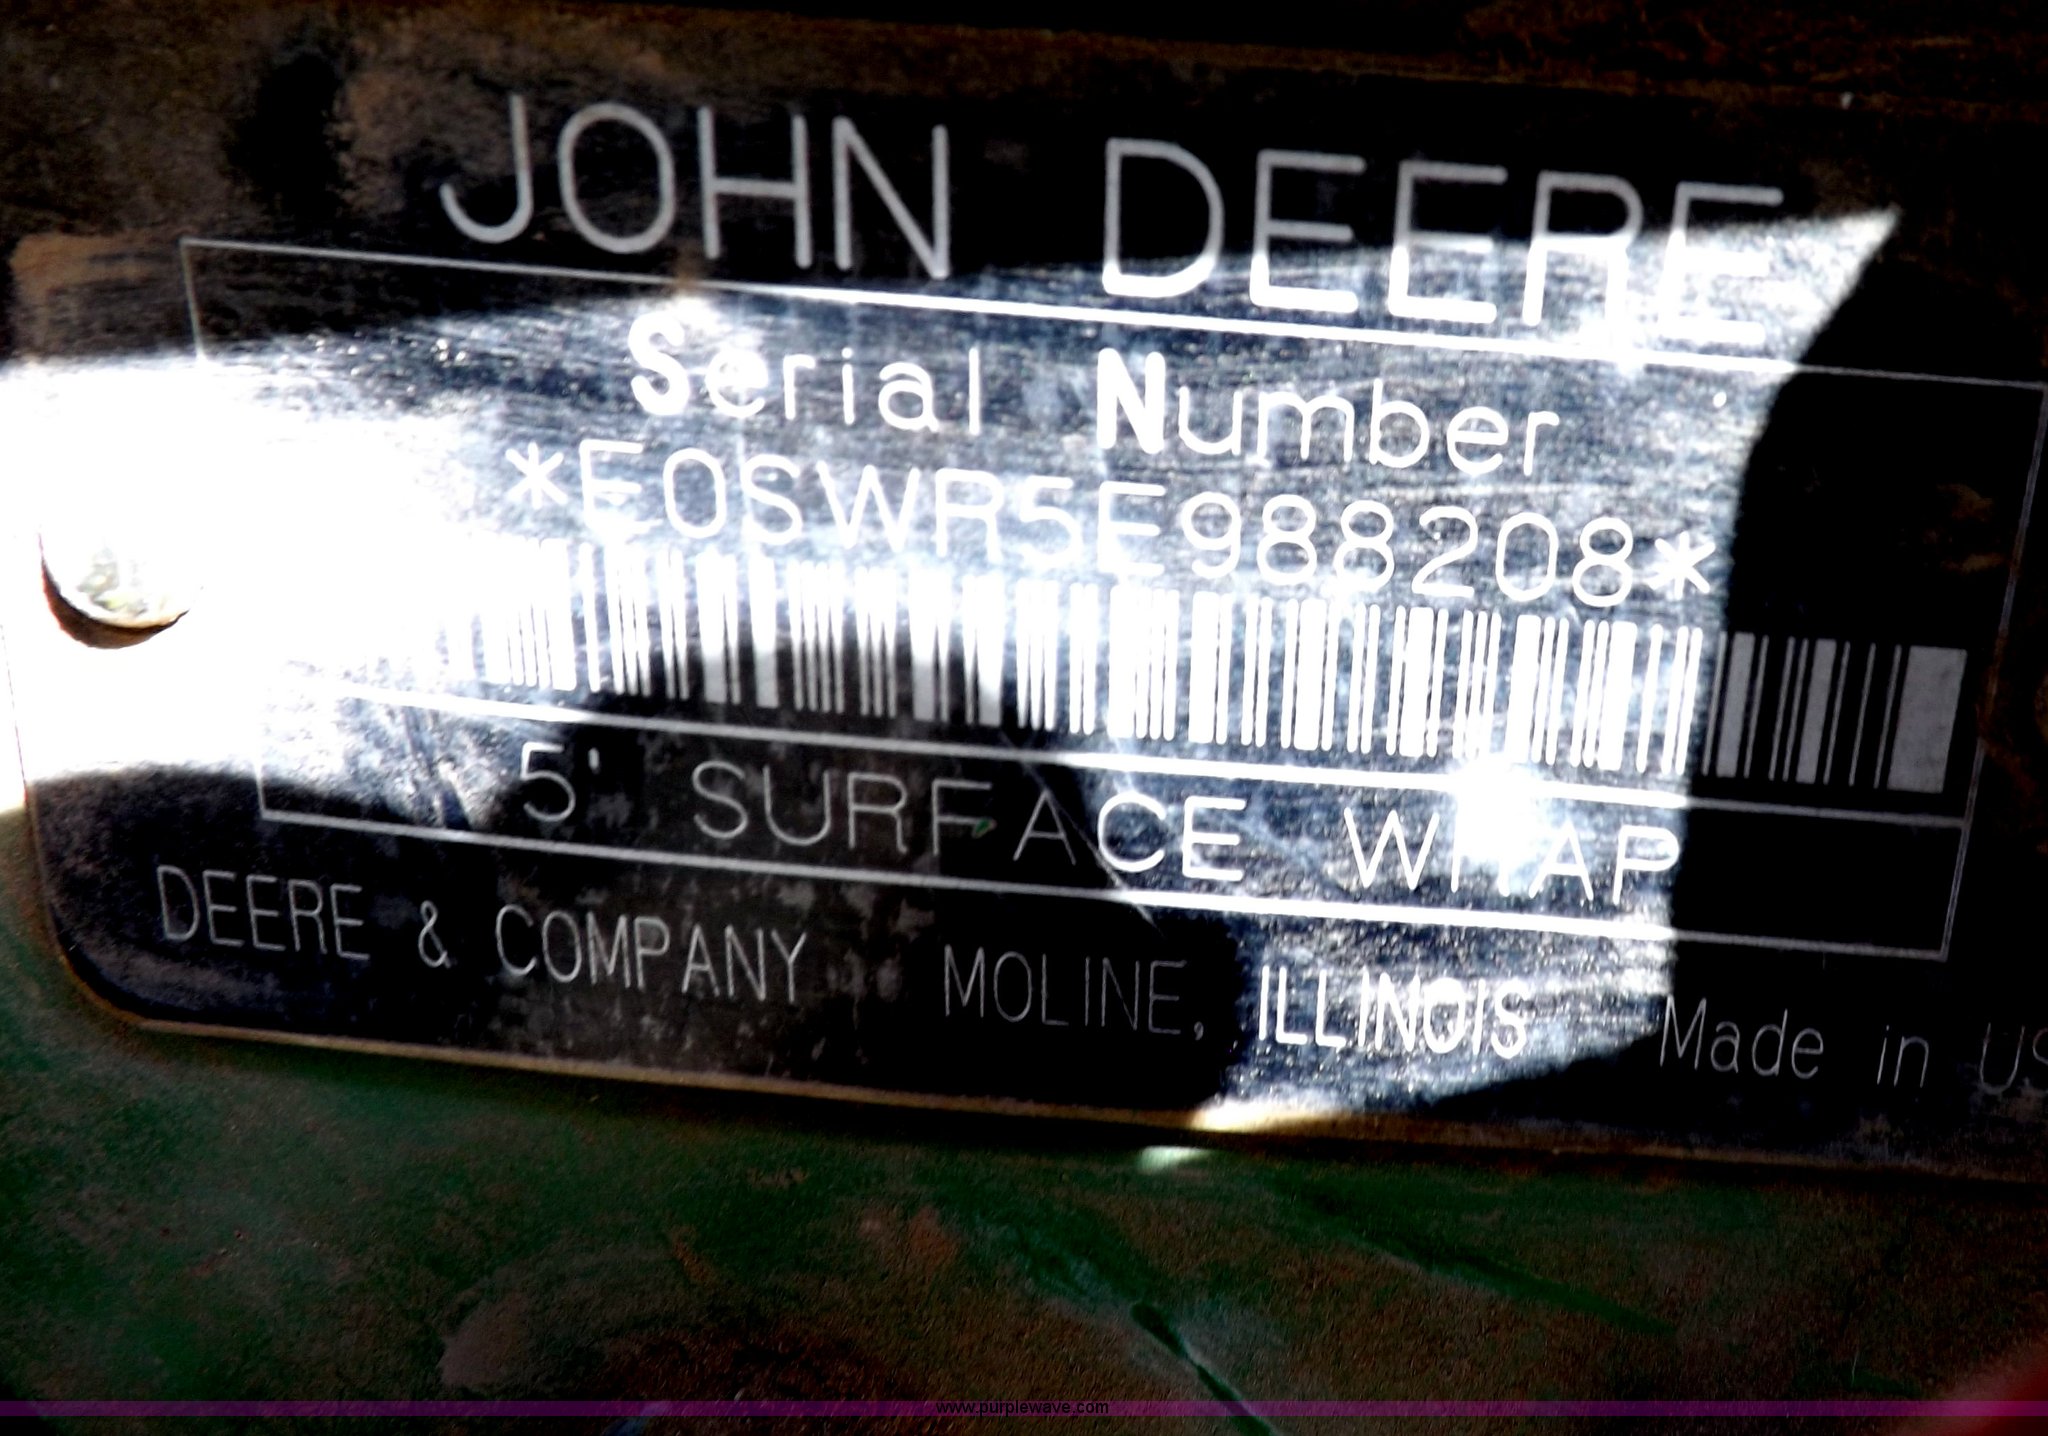 JOHN DEERE
Serial Number
*E0SWR5E988208*
5' SURFACE WRAP
DEERE & COMPANY MOLINE, ILLINOIS Made in US
www.purplewave.com